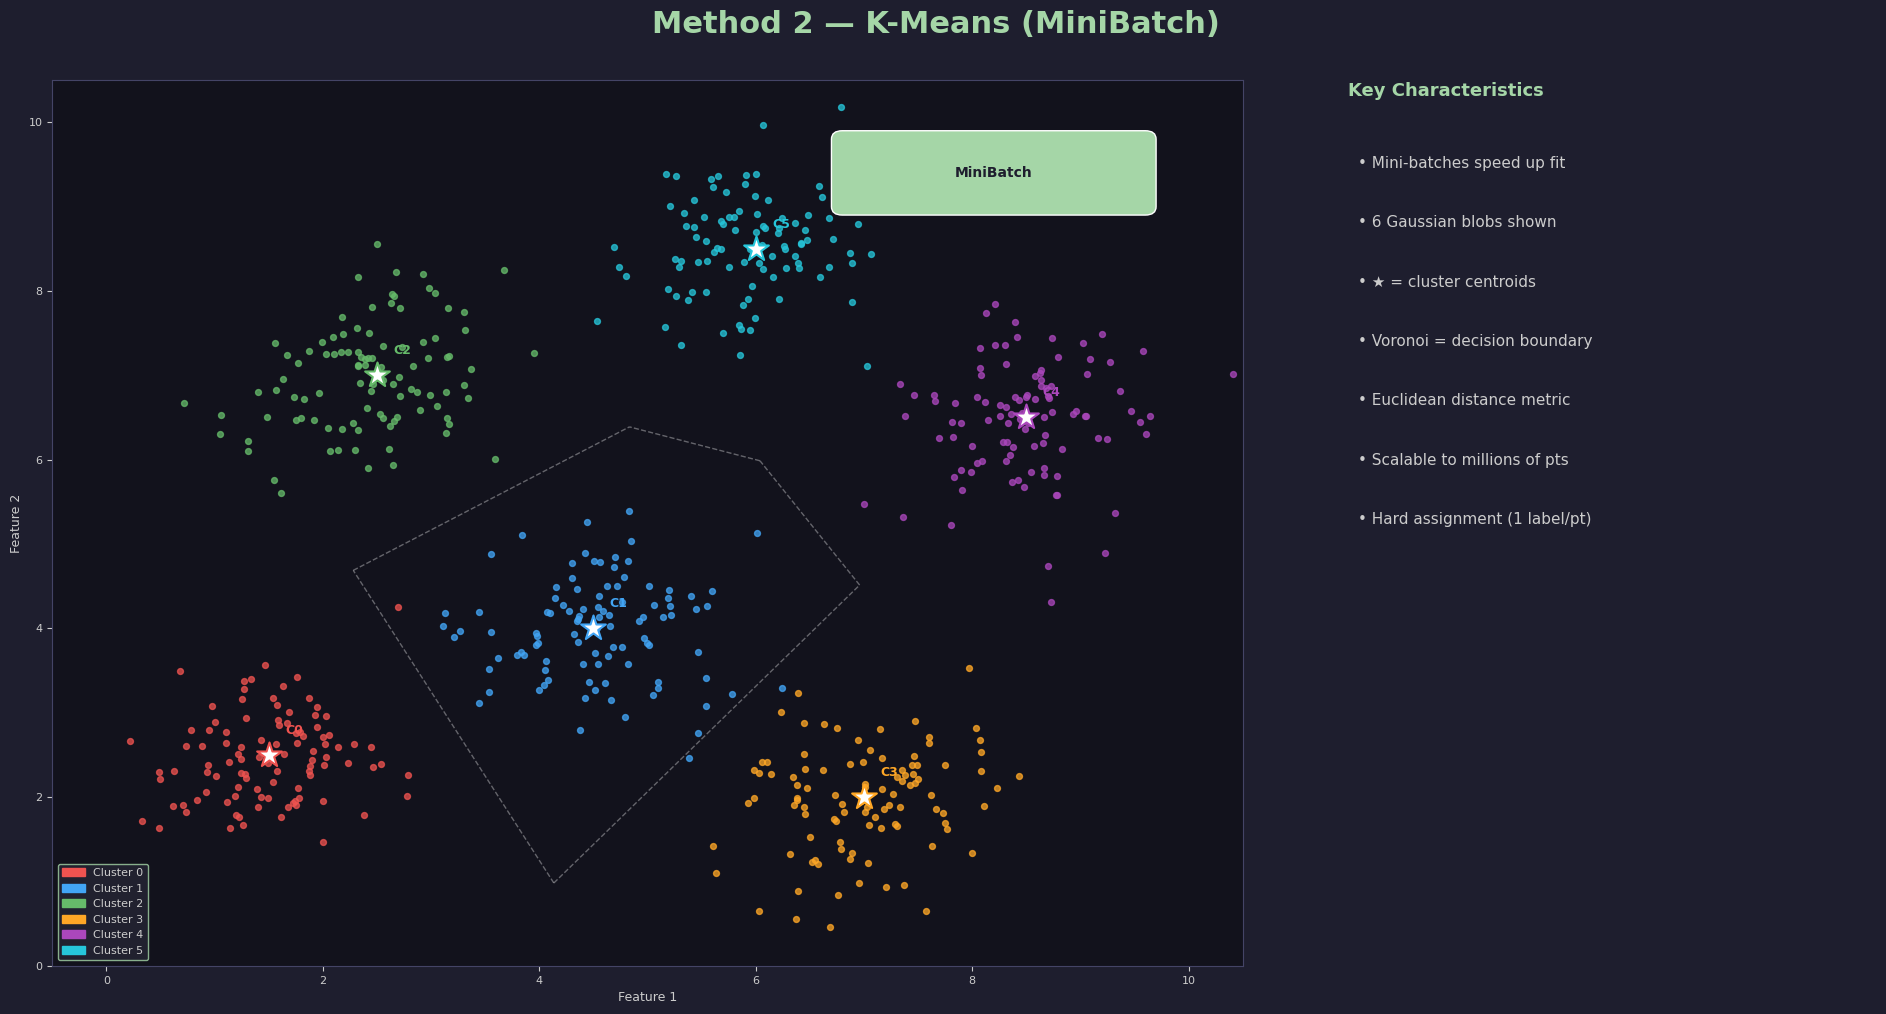 Method 2 — K-Means (MiniBatch)
Key Characteristics
• Mini-batches speed up fit
• 6 Gaussian blobs shown
• ★ = cluster centroids
• Voronoi = decision boundary
• Euclidean distance metric
• Scalable to millions of pts
• Hard assignment (1 label/pt)
MiniBatch
C5
C2
C4
C1
C3
C0
Feature 2
10
8
6
4
2
0
Cluster 0
Cluster 1
Cluster 2
Cluster 3
Cluster 4
Cluster 5
0 2 4 6 8 10
Feature 1